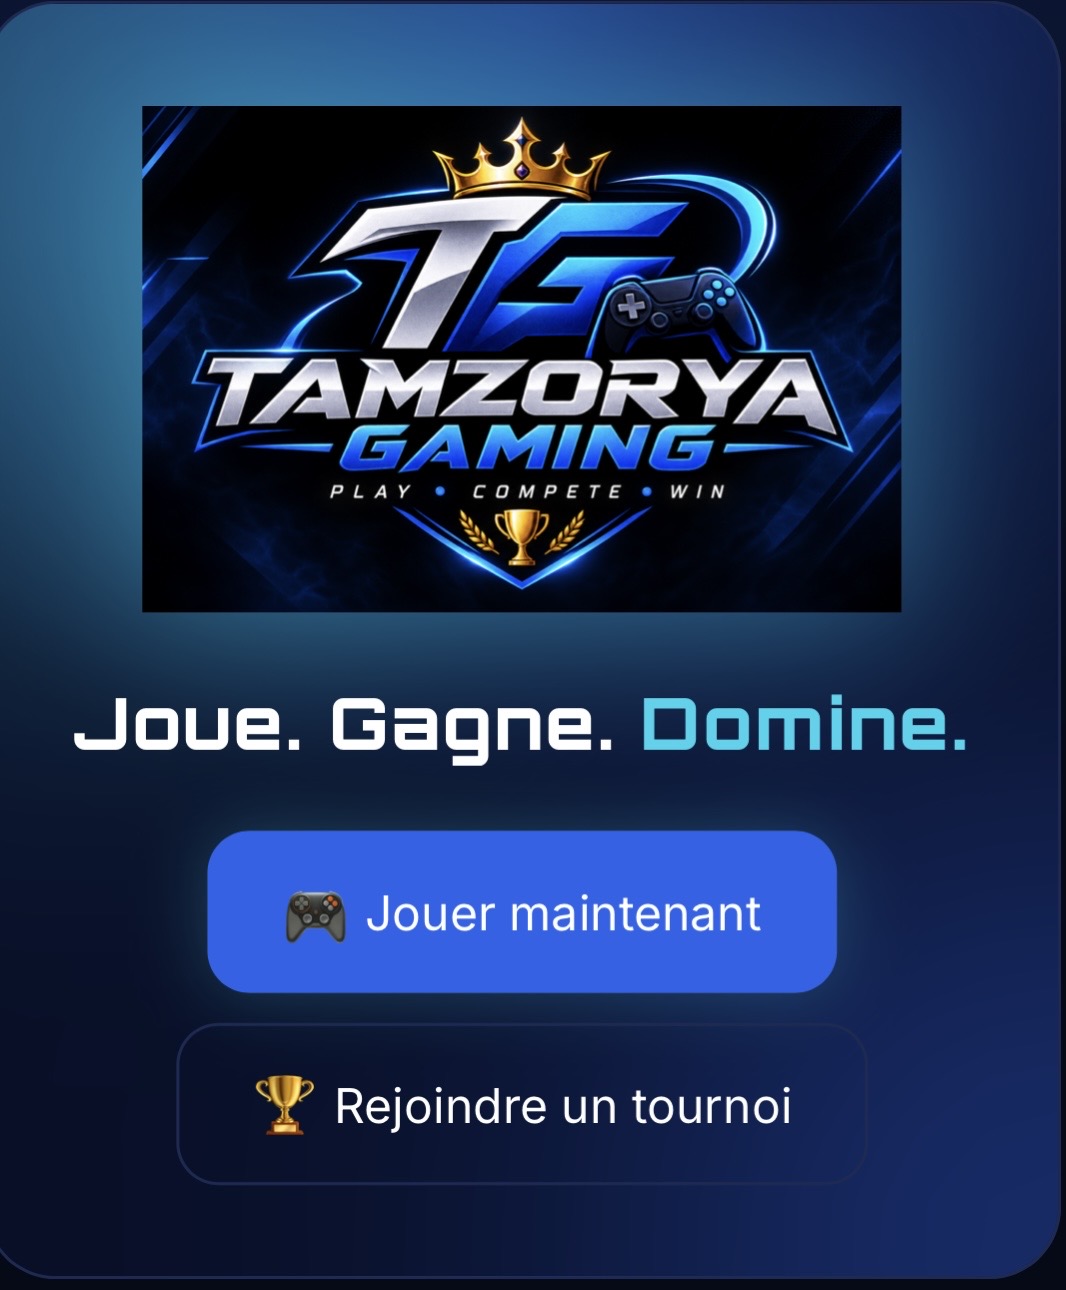 TG
TAMZORYA
GAMING
PLAY • COMPETE • WIN
Joue. Gagne. Domine.
🎮 Jouer maintenant
🏆 Rejoindre un tournoi